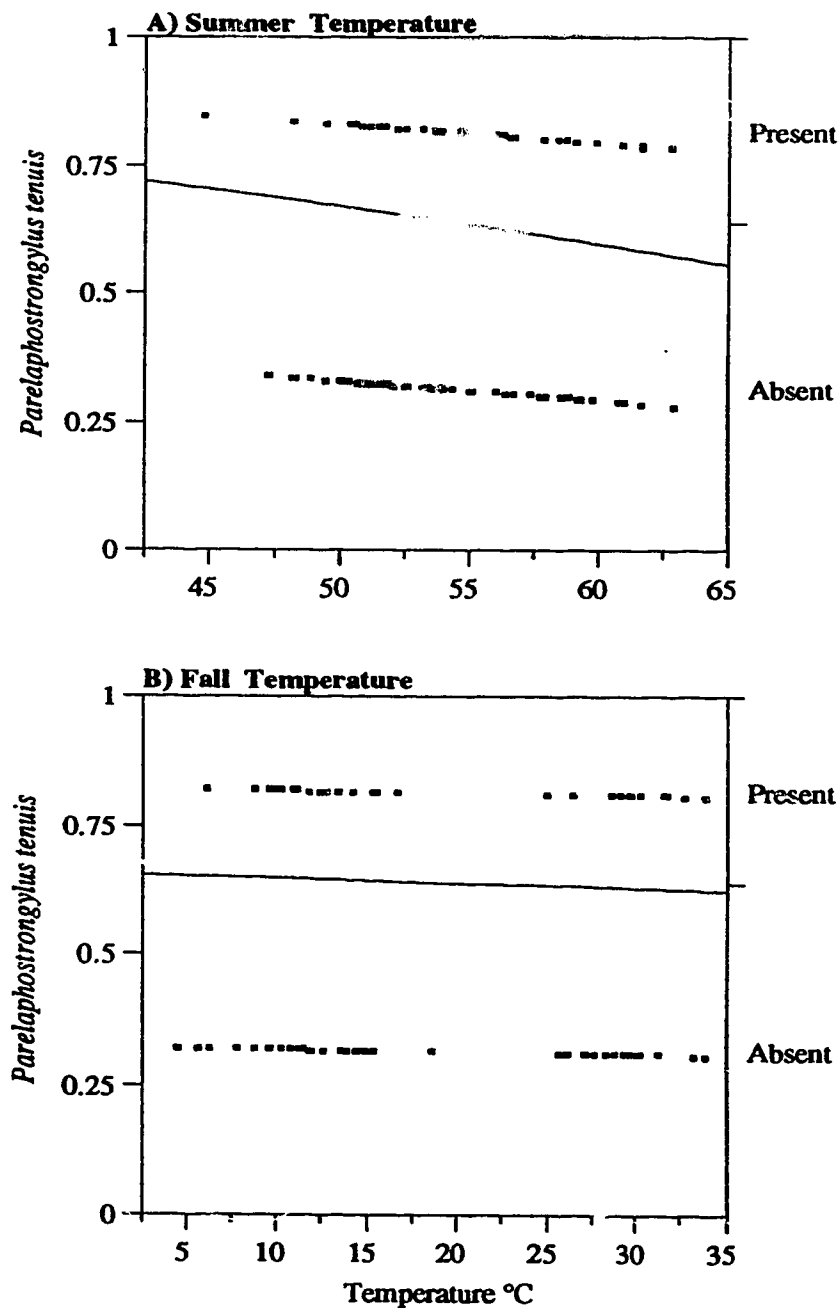 A) Summer Temperature
1
0.75
0.5
0.25
0
Parelaphostrongylus tenuis
Present
Absent
45 50 55 60 65
B) Fall Temperature
1
0.75
0.5
0.25
0
Parelaphostrongylus tenuis
Present
Absent
5 10 15 20 25 30 35
Temperature °C